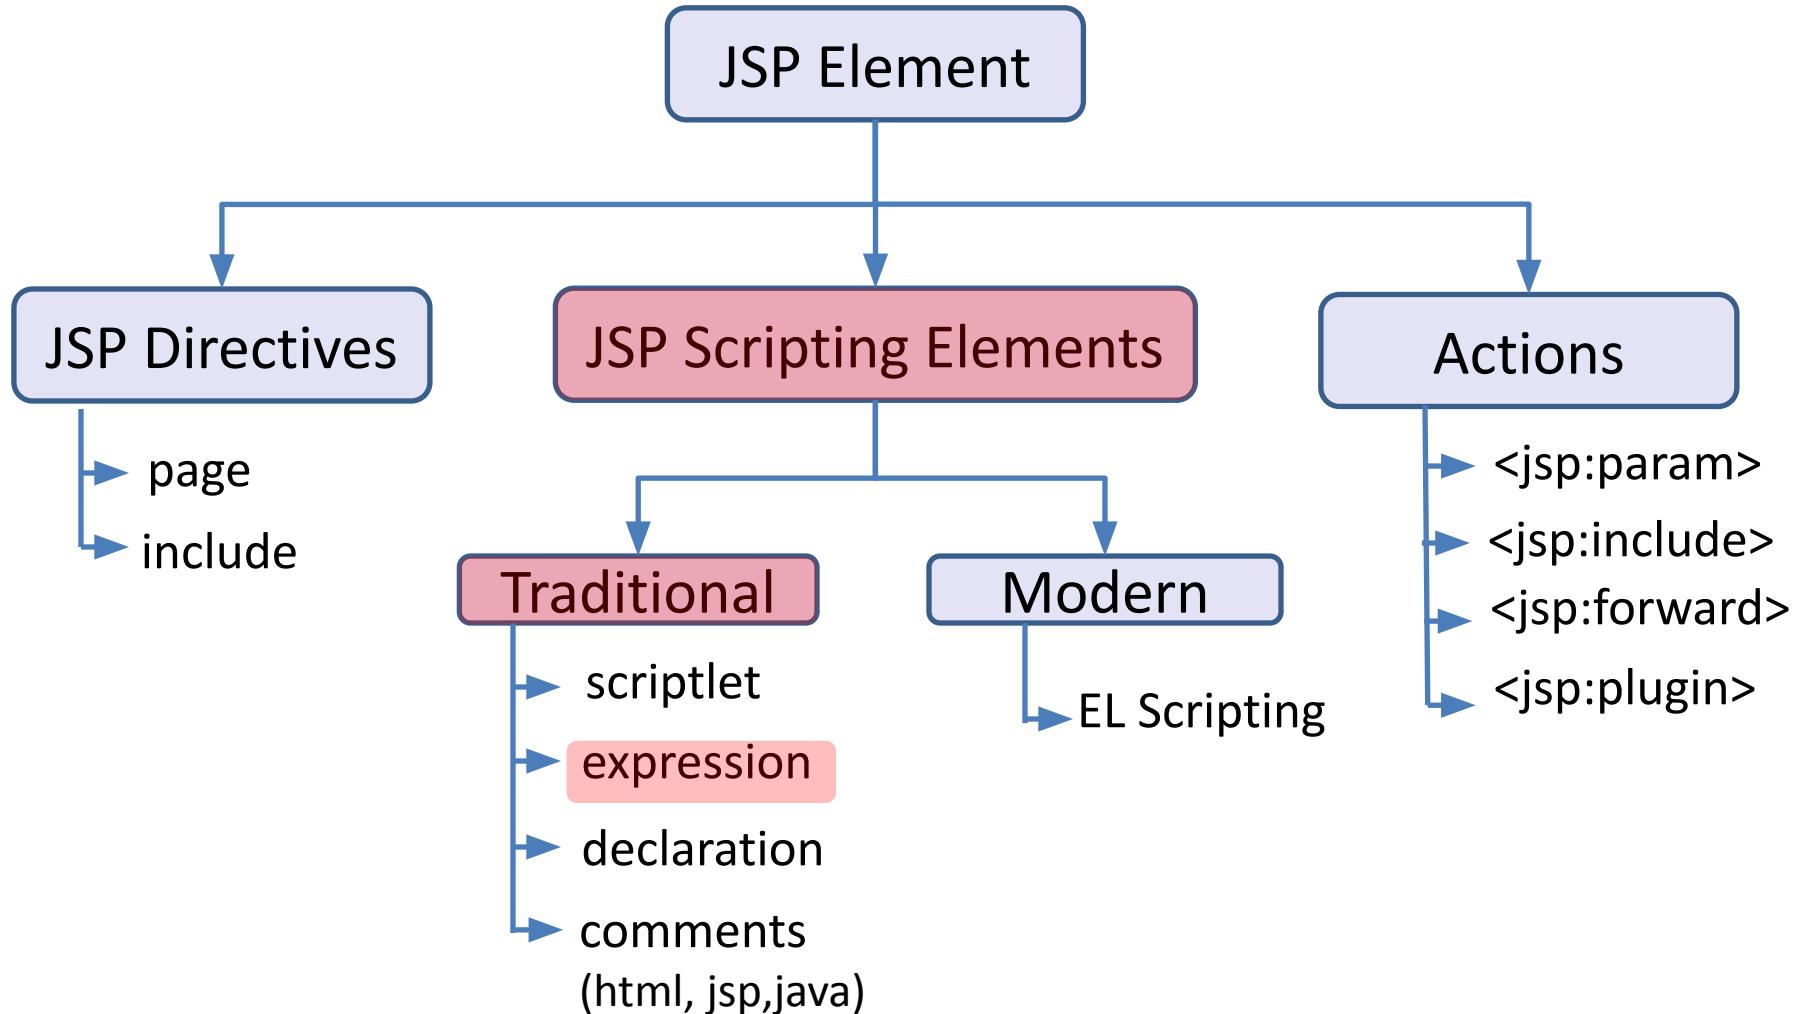 JSP Element
JSP Directives
JSP Scripting Elements
Actions
page
include
Traditional
Modern
scriptlet
expression
declaration
comments
(html, jsp,java)
EL Scripting
<jsp:param>
<jsp:include>
<jsp:forward>
<jsp:plugin>